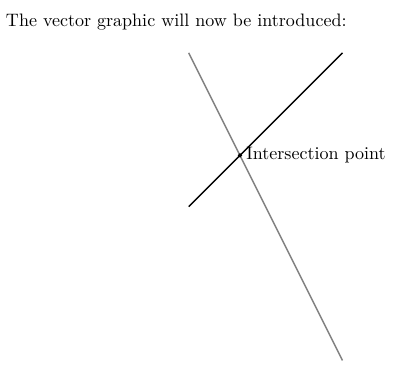 The vector graphic will now be introduced:
Intersection point